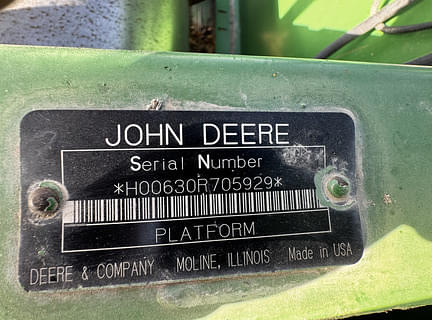 JOHN DEERE
Serial Number
*H00630R705929*
PLATFORM
DEERE & COMPANY MOLINE, ILLINOIS Made in USA